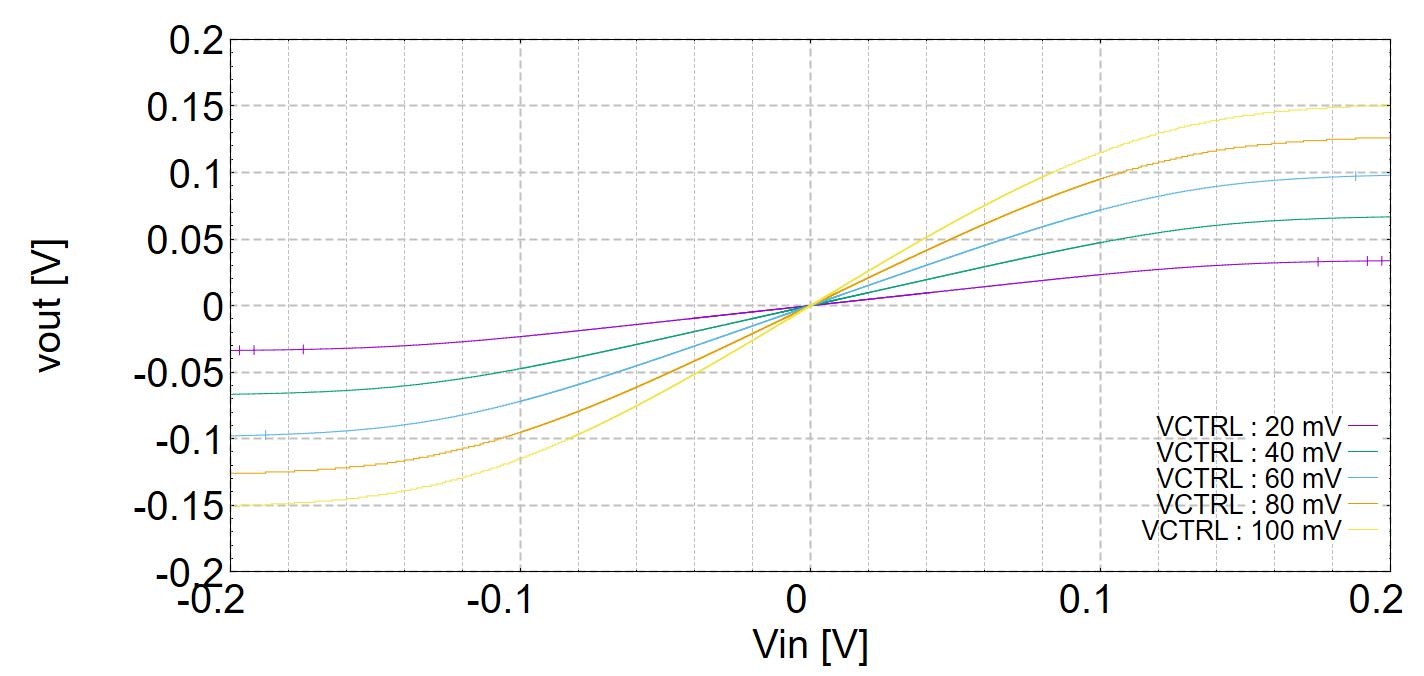 0.2
0.15
0.1
0.05
0
-0.05
-0.1
-0.15
-0.2
vout [V]
VCTRL : 20 mV
VCTRL : 40 mV
VCTRL : 60 mV
VCTRL : 80 mV
VCTRL : 100 mV
-0.2 -0.1 0 0.1 0.2
Vin [V]